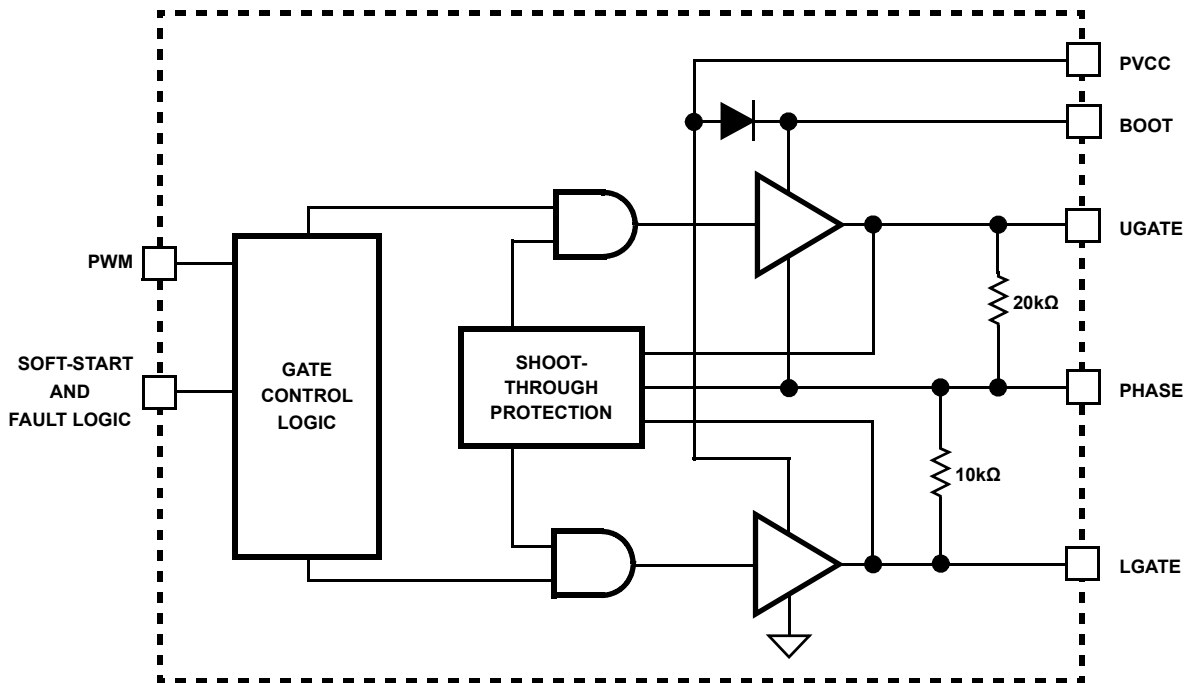 PVCC
BOOT
UGATE
PWM
20kΩ
SHOOT-
THROUGH
PROTECTION
GATE
CONTROL
LOGIC
SOFT-START
AND
FAULT LOGIC
PHASE
10kΩ
LGATE